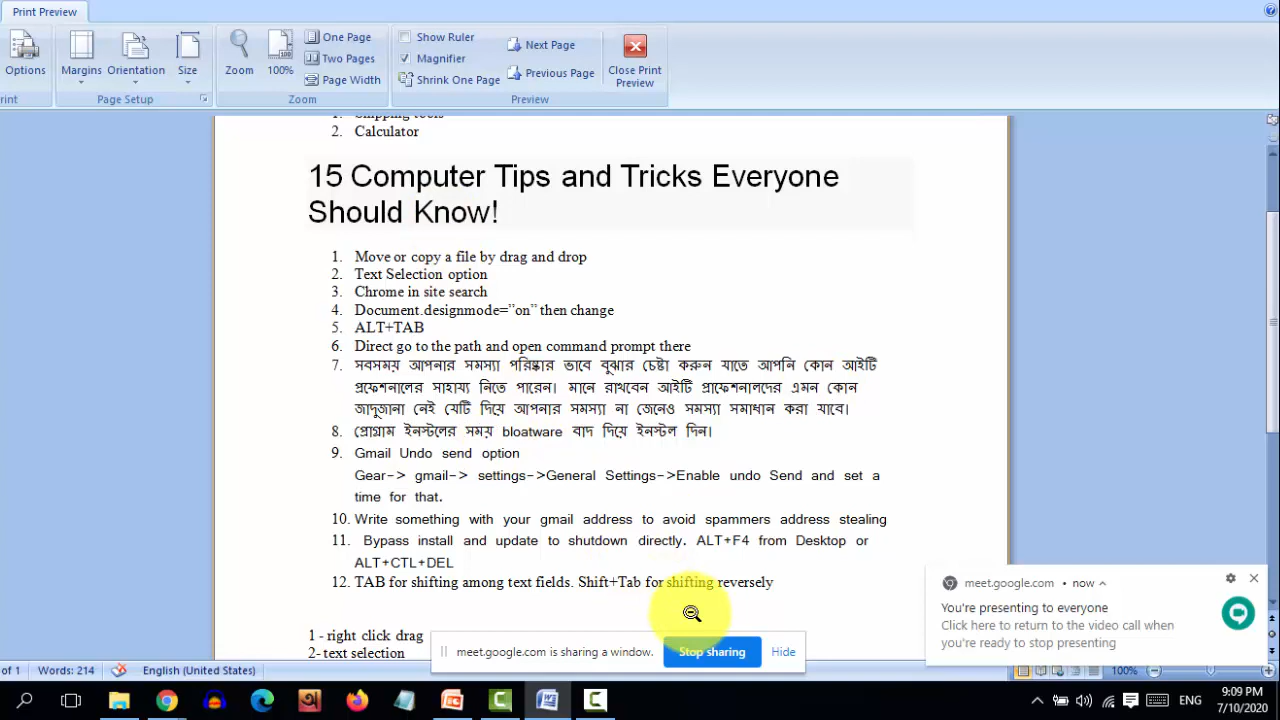 Print Preview
Options
Margins
Orientation
Size
Zoom
100%
One Page
Two Pages
Page Width
Show Ruler
Magnifier
Shrink One Page
Next Page
Previous Page
Close Print
Preview
Page Setup
Zoom
Preview
2. Calculator
15 Computer Tips and Tricks Everyone
Should Know!
1. Move or copy a file by drag and drop
2. Text Selection option
3. Chrome in site search
4. Document.designmode=”on” then change
5. ALT+TAB
6. Direct go to the path and open command prompt there
7. সবসময় আপনার সমস্যা পরিষ্কার ভাবে বুঝার চেষ্টা করুন যাতে আপনি কোন আইটি
প্রফেশনালের সাহায্য নিতে পারেন। মানে রাখবেন আইটি প্রাফেশনালদের এমন কোন
জাদুজানা নেই যেটি দিয়ে আপনার সমস্যা না জেনেও সমস্যা সমাধান করা যাবে।
8. প্রোগ্রাম ইনস্টলের সময় bloatware বাদ দিয়ে ইনস্টল দিন।
9. Gmail Undo send option
Gear-> gmail-> settings->General Settings->Enable undo Send and set a
time for that.
10. Write something with your gmail address to avoid spammers address stealing
11. Bypass install and update to shutdown directly. ALT+F4 from Desktop or
ALT+CTL+DEL
12. TAB for shifting among text fields. Shift+Tab for shifting reversely
1 - right click drag
2- text selection
meet.google.com is sharing a window.
Stop sharing
Hide
meet.google.com • now
You're presenting to everyone
Click here to return to the video call when
you're ready to stop presenting
of 1
Words: 214
English (United States)
100%
ENG
9:09 PM
7/10/2020